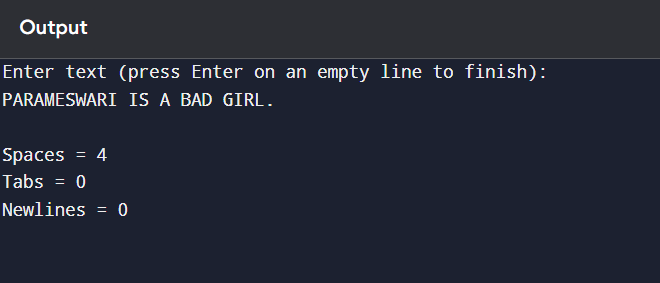 Output
Enter text (press Enter on an empty line to finish):
PARAMESWARI IS A BAD GIRL.
Spaces = 4
Tabs = 0
Newlines = 0